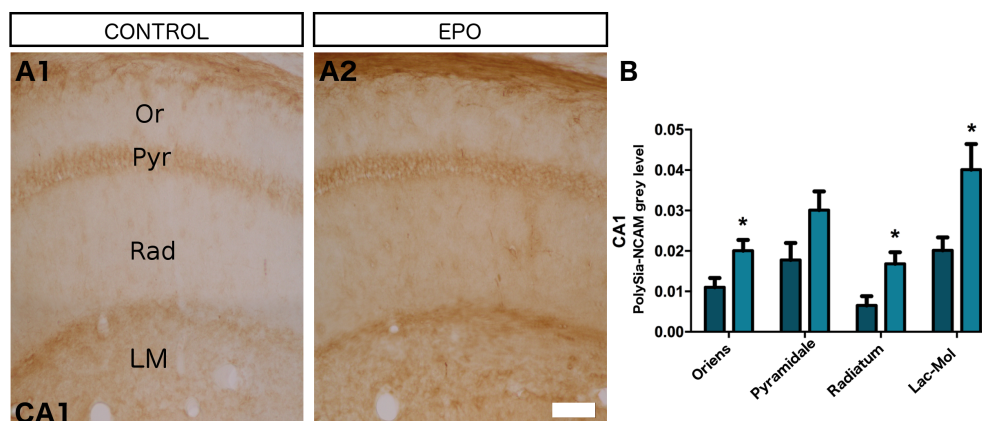 CONTROL
EPO
A1
A2
B
Or
Pyr
Rad
LM
CA1
CA1
PolySia-NCAM grey level
0.05
0.04
0.03
0.02
0.01
0.00
*
*
*
Oriens
Pyramidale
Radiatum
Lac-Mol